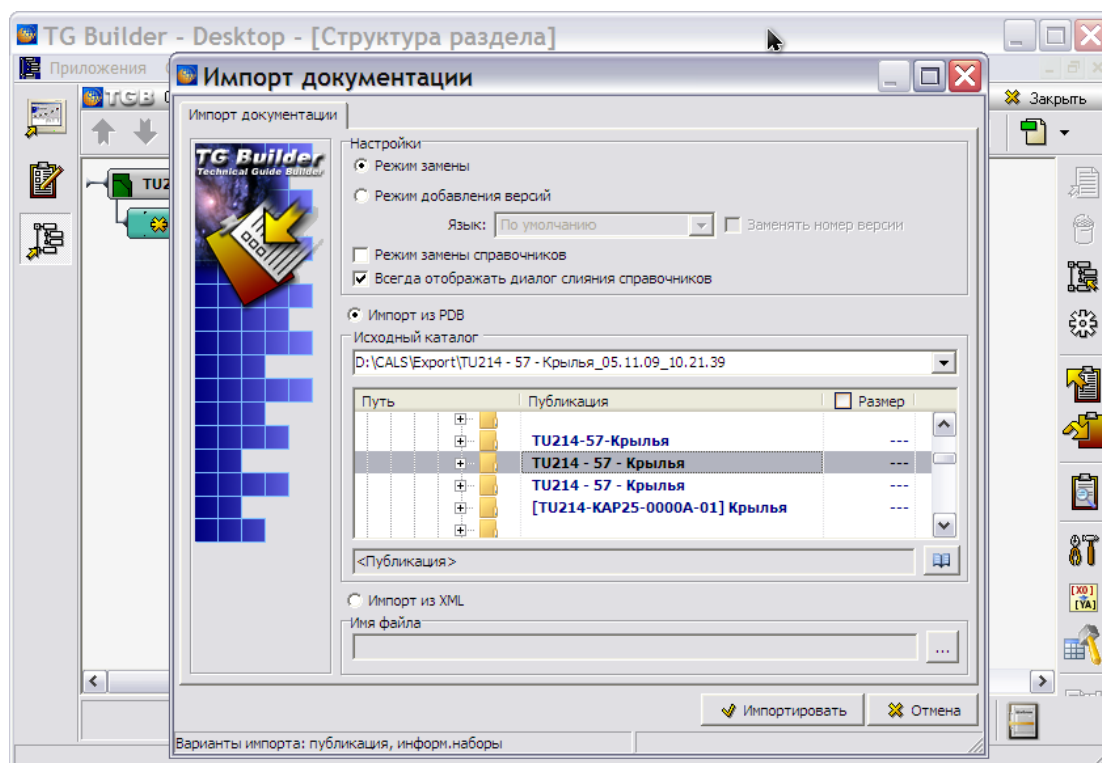 TG Builder - Desktop - [Структура раздела]
Приложения
TGB
Закрыть
TU2
Импорт документации
Импорт документации
TG Builder
Technical Guide Builder
Настройки
Режим замены
Режим добавления версий
Язык: По умолчанию Заменять номер версии
Режим замены справочников
Всегда отображать диалог слияния справочников
Импорт из PDB
Исходный каталог
D:\CALS\Export\TU214 - 57 - Крылья_05.11.09_10.21.39
Путь Публикация Размер
TU214-57-Крылья ---
TU214 - 57 - Крылья ---
TU214 - 57 - Крылья ---
[TU214-KAP25-0000A-01] Крылья ---
<Публикация>
Импорт из XML
Имя файла
...
Импортировать Отмена
Варианты импорта: публикация, информ.наборы
[X0]
[YA]